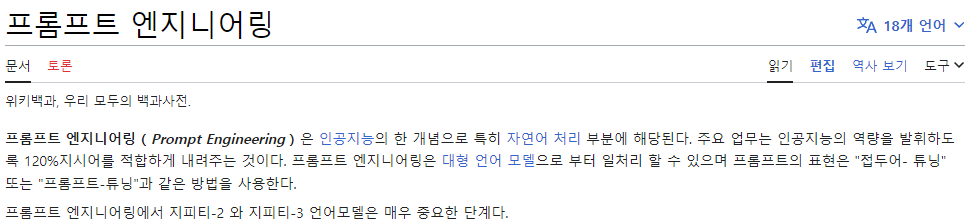 프롬프트 엔지니어링
18개 언어
문서 토론 읽기 편집 역사 보기 도구
위키백과, 우리 모두의 백과사전.
프롬프트 엔지니어링 ( Prompt Engineering ) 은 인공지능의 한 개념으로 특히 자연어 처리 부분에 해당된다. 주요 업무는 인공지능의 역량을 발휘하도
록 120%지시어를 적합하게 내려주는 것이다. 프롬프트 엔지니어링은 대형 언어 모델으로 부터 일처리 할 수 있으며 프롬프트의 표현은 "접두어- 튜닝"
또는 "프롬프트-튜닝"과 같은 방법을 사용한다.
프롬프트 엔지니어링에서 지피티-2 와 지피티-3 언어모델은 매우 중요한 단계다.